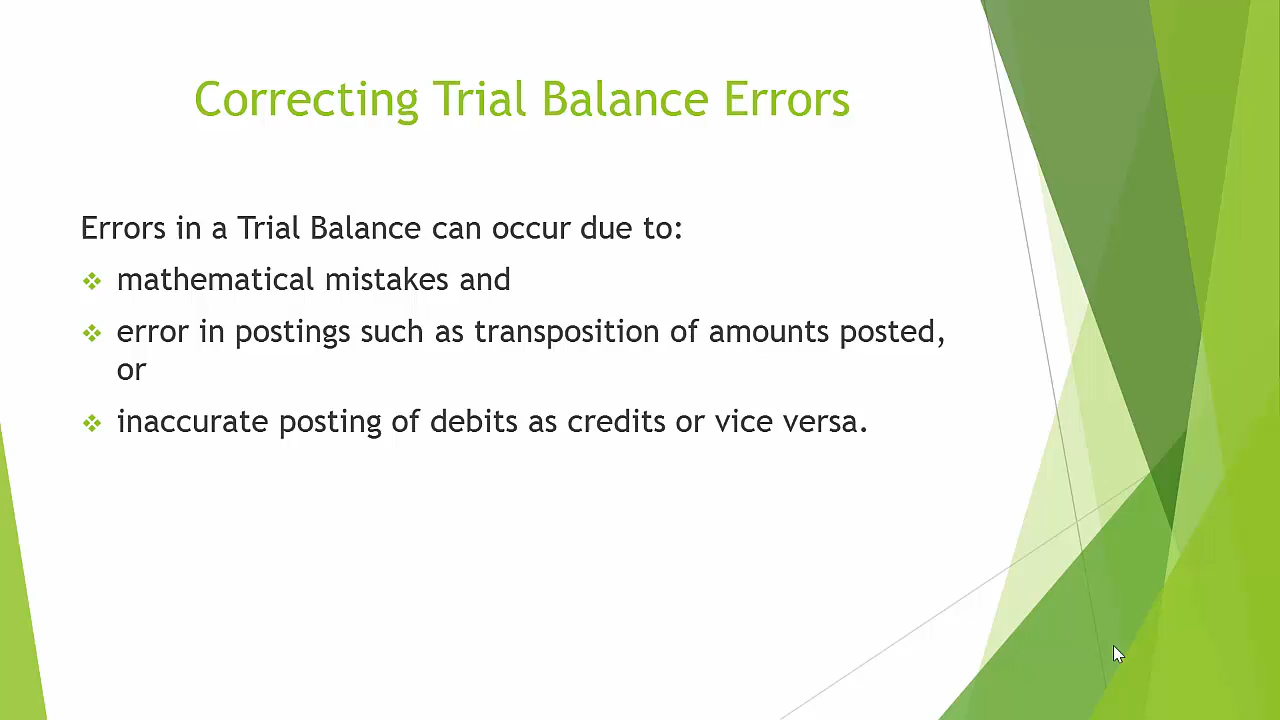 Correcting Trial Balance Errors
Errors in a Trial Balance can occur due to:
mathematical mistakes and
error in postings such as transposition of amounts posted,
or
inaccurate posting of debits as credits or vice versa.